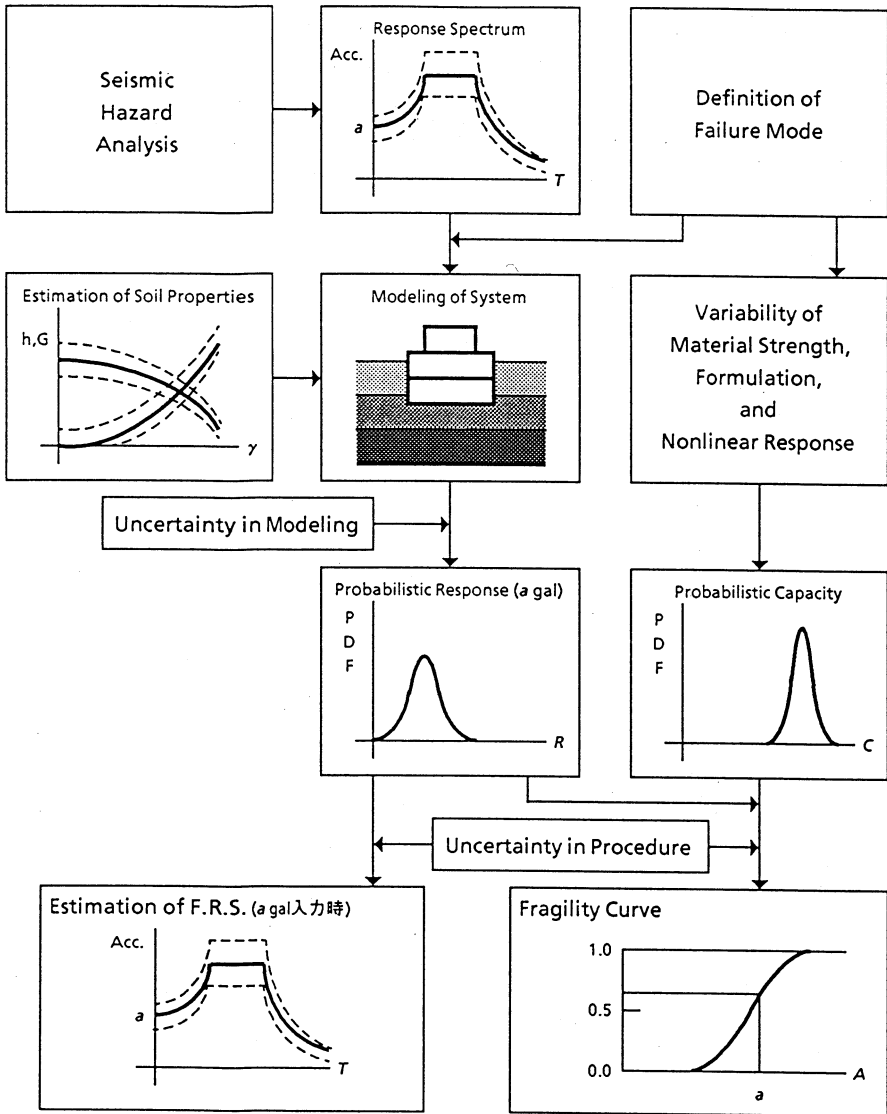 Seismic
Hazard
Analysis
Response Spectrum
Acc.
a
T
Definition of
Failure Mode
Estimation of Soil Properties
h,G
γ
Modeling of System
Variability of
Material Strength,
Formulation,
and
Nonlinear Response
Uncertainty in Modeling
Probabilistic Response (a gal)
P
D
F
R
Probabilistic Capacity
P
D
F
C
Uncertainty in Procedure
Estimation of F.R.S. (a gal入力時)
Acc.
a
T
Fragility Curve
1.0
0.5
0.0
A
a